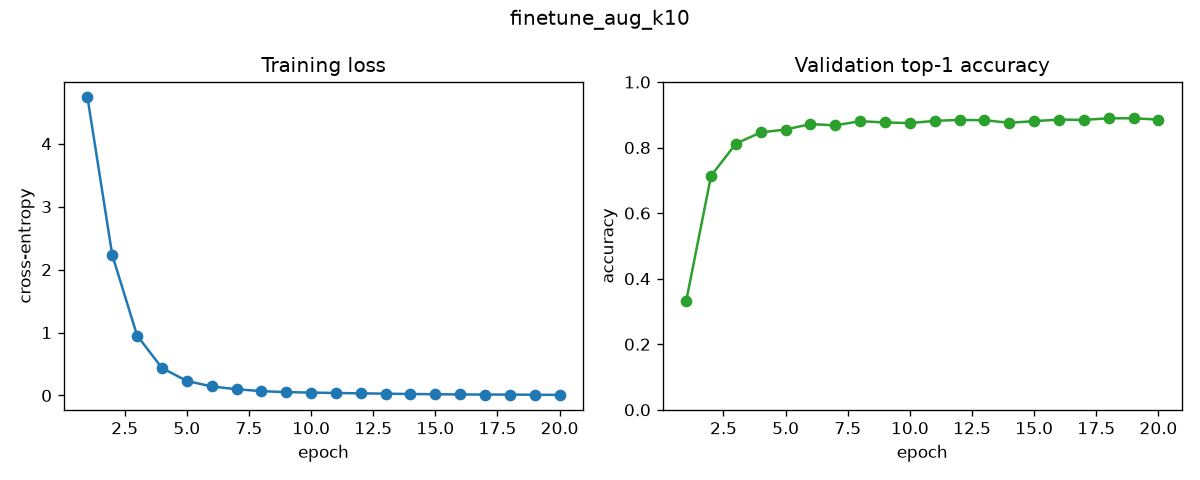 finetune_aug_k10
Training loss
cross-entropy
4
3
2
1
0
2.5 5.0 7.5 10.0 12.5 15.0 17.5 20.0
epoch
Validation top-1 accuracy
accuracy
1.0
0.8
0.6
0.4
0.2
0.0
2.5 5.0 7.5 10.0 12.5 15.0 17.5 20.0
epoch